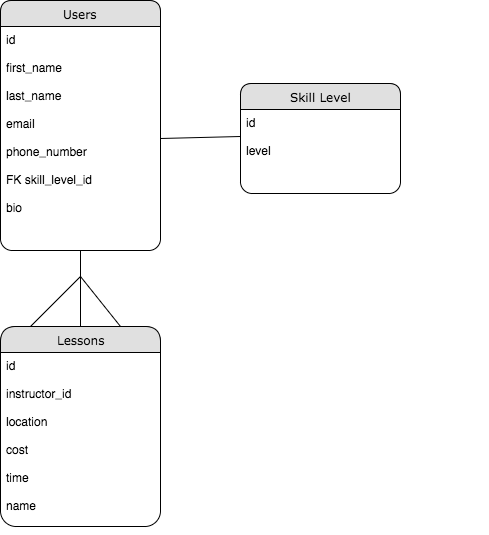 Users
id
first_name
last_name
email
phone_number
FK skill_level_id
bio
Skill Level
id
level
Lessons
id
instructor_id
location
cost
time
name